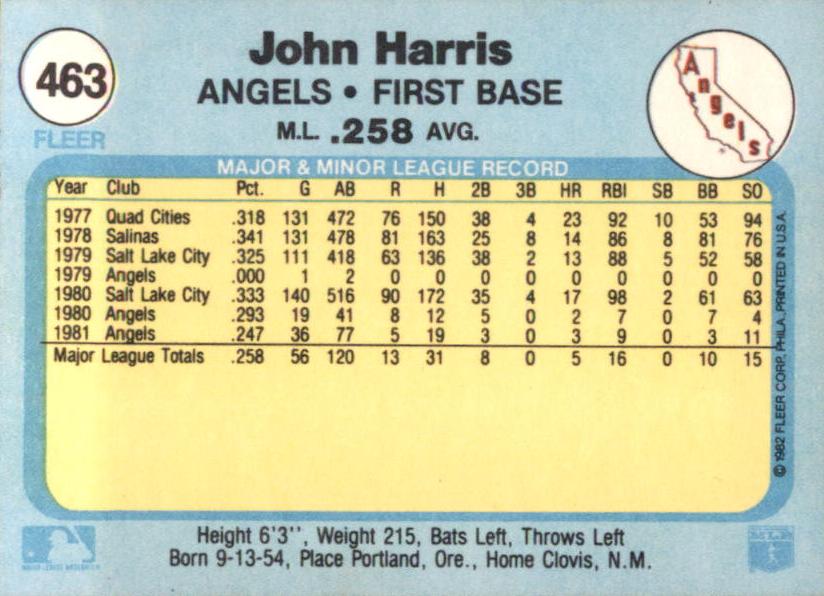 463
FLEER
John Harris
ANGELS • FIRST BASE
M.L. .258 AVG.
Angels
MAJOR & MINOR LEAGUE RECORD
Year Club Pct. G AB R H 2B 3B HR RBI SB BB SO
1977 Quad Cities .318 131 472 76 150 38 4 23 92 10 53 94
1978 Salinas .341 131 478 81 163 25 8 14 86 8 81 76
1979 Salt Lake City .325 111 418 63 136 38 2 13 88 5 52 58
1979 Angels .000 1 2 0 0 0 0 0 0 0 0 0
1980 Salt Lake City .333 140 516 90 172 35 4 17 98 2 61 63
1980 Angels .293 19 41 8 12 5 0 2 7 0 7 4
1981 Angels .247 36 77 5 19 3 0 3 9 0 3 11
Major League Totals .258 56 120 13 31 8 0 5 16 0 10 15
© 1982 FLEER CORP. PHILA., PRINTED IN U.S.A.
Height 6'3'', Weight 215, Bats Left, Throws Left
Born 9-13-54, Place Portland, Ore., Home Clovis, N.M.
MAJOR LEAGUE BASEBALL